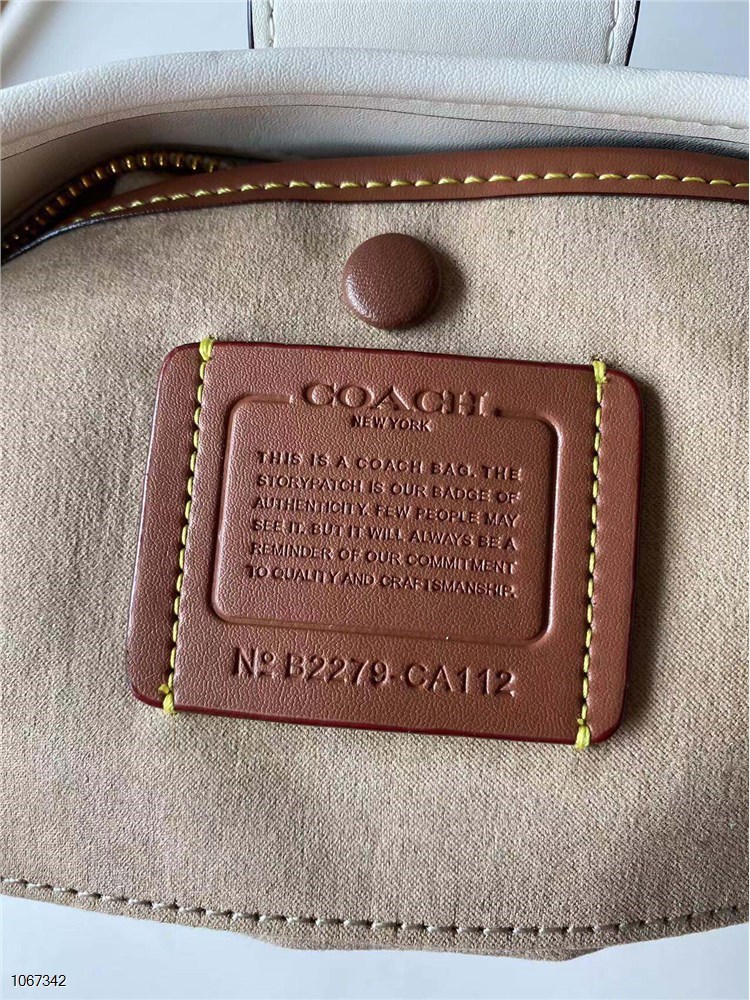 COACH.
NEW YORK
THIS IS A COACH BAG. THE
STORYPATCH IS OUR BADGE OF
AUTHENTICITY. FEW PEOPLE MAY
SEE IT. BUT IT WILL ALWAYS BE A
REMINDER OF OUR COMMITMENT
TO QUALITY AND CRAFTSMANSHIP.
Nº B2279-CA112
1067342